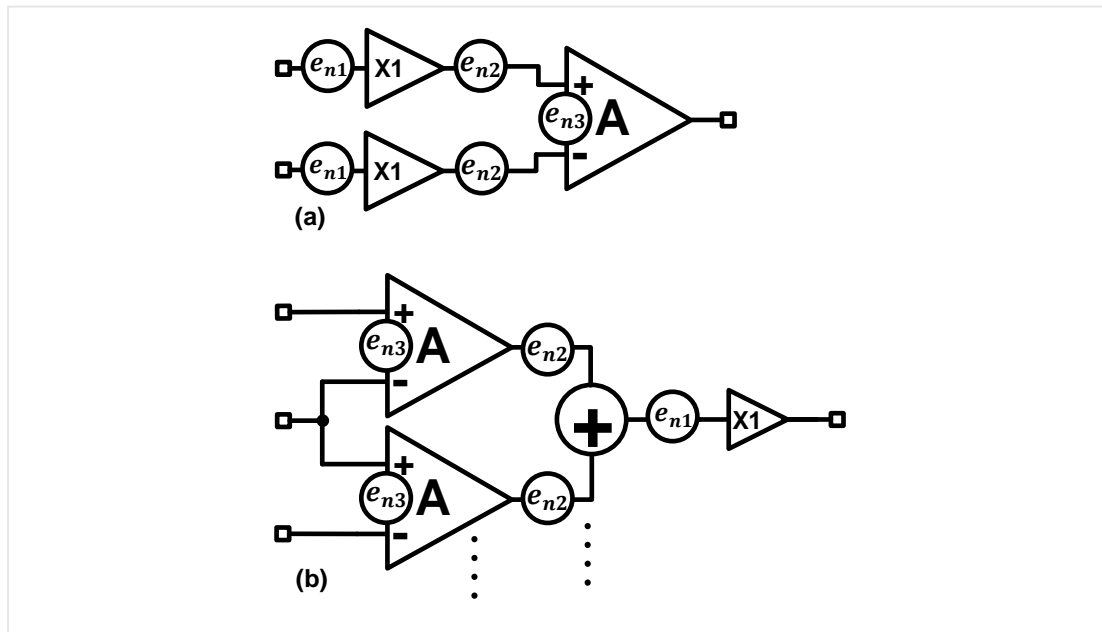 e_{n1} X1 e_{n2}
+
e_{n3} A
-
e_{n1} X1 e_{n2}
(a)
+
e_{n3} A e_{n2}
-
+ e_{n1} X1
+
e_{n3} A e_{n2}
-
(b)